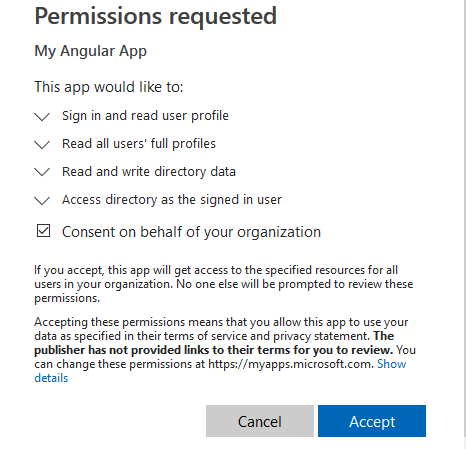 Permissions requested
My Angular App
This app would like to:
Sign in and read user profile
Read all users' full profiles
Read and write directory data
Access directory as the signed in user
Consent on behalf of your organization
If you accept, this app will get access to the specified resources for all
users in your organization. No one else will be prompted to review these
permissions.
Accepting these permissions means that you allow this app to use your
data as specified in their terms of service and privacy statement. The
publisher has not provided links to their terms for you to review. You
can change these permissions at https://myapps.microsoft.com. Show
details
Cancel
Accept